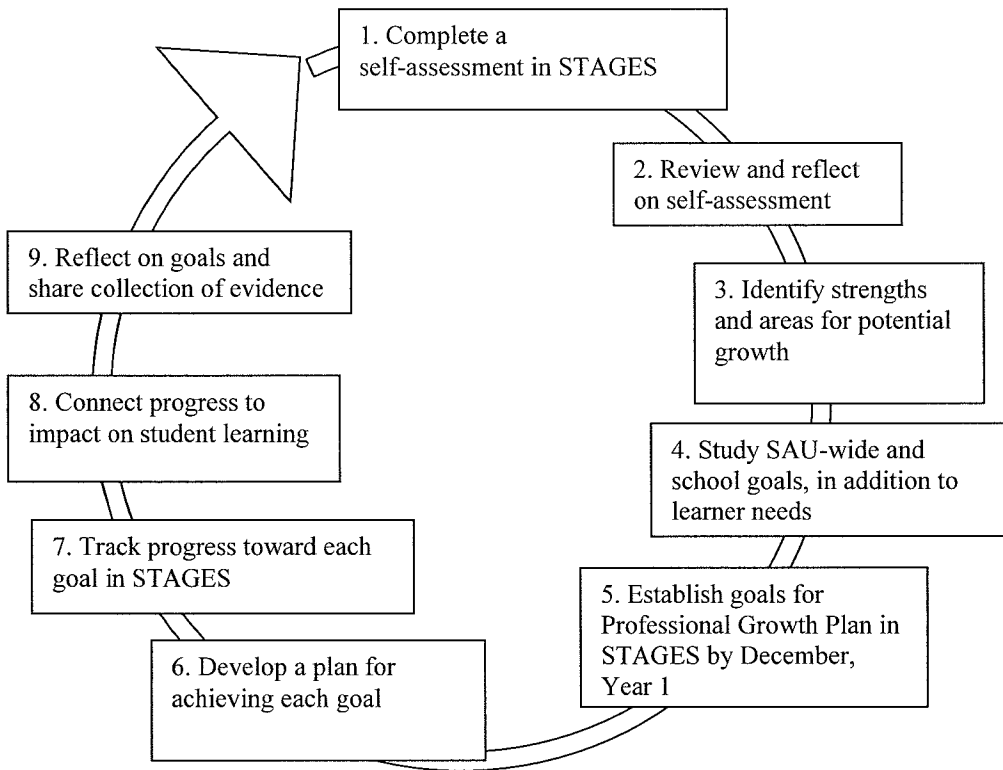 1. Complete a
self-assessment in STAGES
2. Review and reflect
on self-assessment
3. Identify strengths
and areas for potential
growth
4. Study SAU-wide and
school goals, in addition to
learner needs
5. Establish goals for
Professional Growth Plan in
STAGES by December,
Year 1
6. Develop a plan for
achieving each goal
7. Track progress toward each
goal in STAGES
8. Connect progress to
impact on student learning
9. Reflect on goals and
share collection of evidence